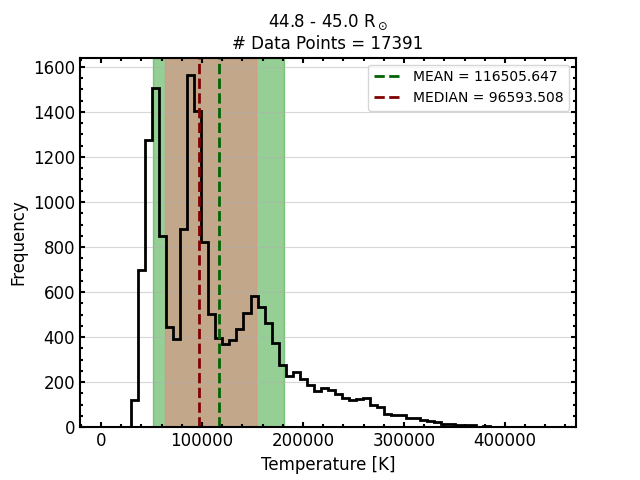 44.8 - 45.0 R⊙
# Data Points = 17391
MEAN = 116505.647
MEDIAN = 96593.508
Frequency
1600
1400
1200
1000
800
600
400
200
0
0 100000 200000 300000 400000
Temperature [K]